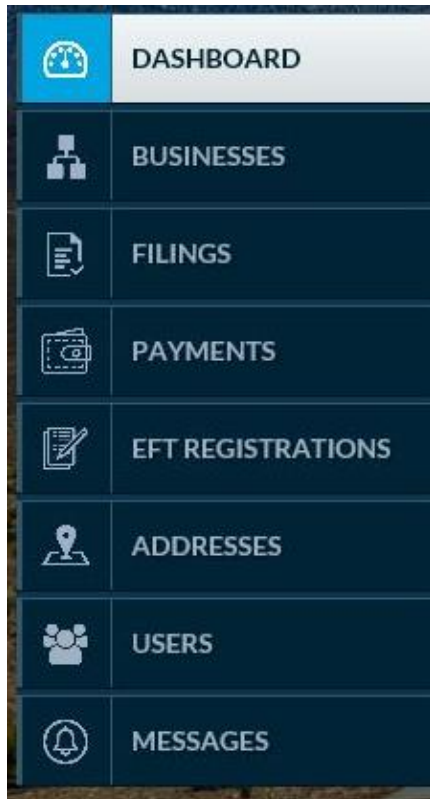 DASHBOARD
BUSINESSES
FILINGS
PAYMENTS
EFT REGISTRATIONS
ADDRESSES
USERS
MESSAGES